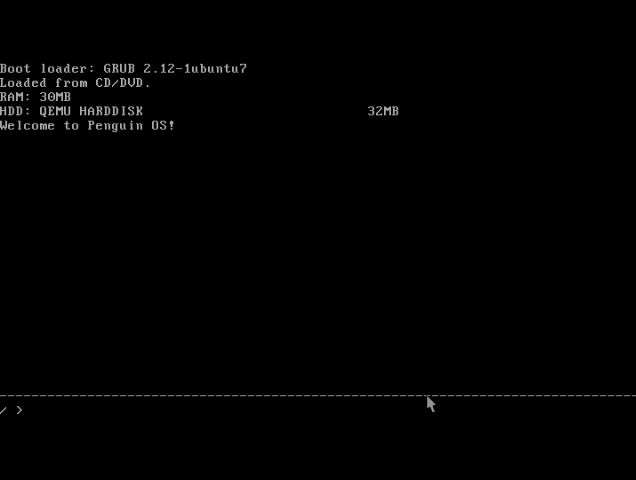 Boot loader: GRUB 2.12-1ubuntu7
Loaded from CD/DVD.
RAM: 30MB
HDD: QEMU HARDDISK 32MB
Welcome to Penguin OS!
--------------------------------------------------------------------------------
/ >